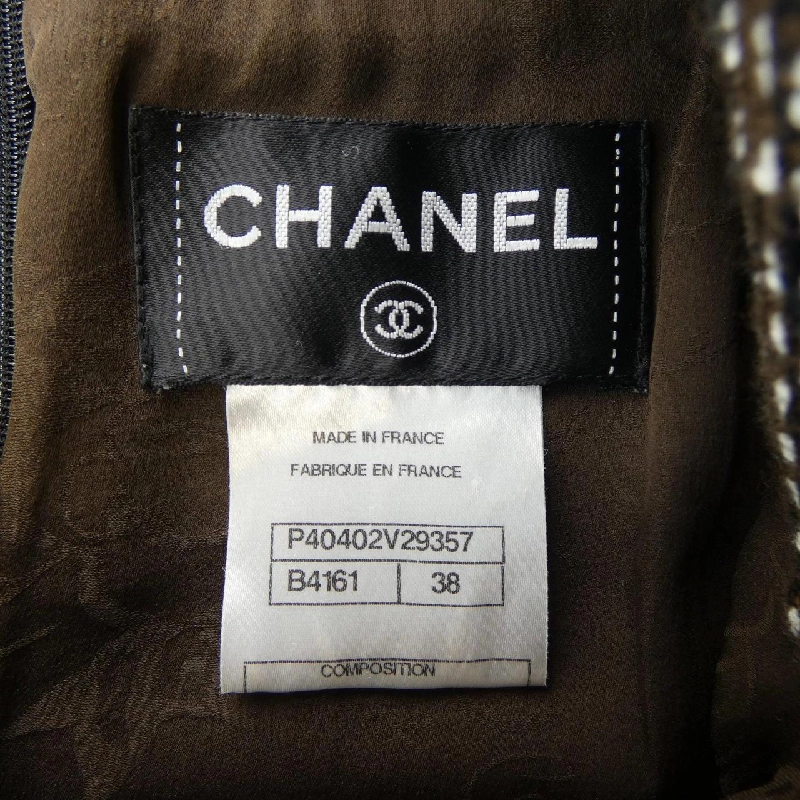 CHANEL
MADE IN FRANCE
FABRIQUE EN FRANCE
P40402V29357
B4161 38
COMPOSITION